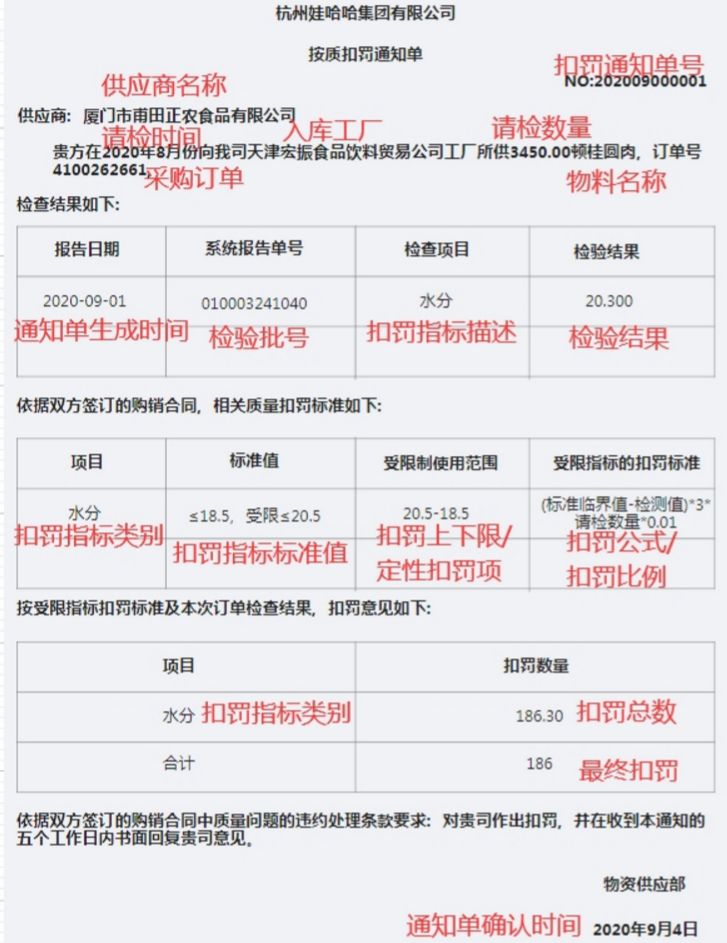 杭州娃哈哈集团有限公司
按质扣罚通知单
扣罚通知单号
NO:202009000001
供应商名称
供应商：厦门市甫田正农食品有限公司
请检时间
入库工厂
请检数量
贵方在2020年8月份向我司天津宏振食品饮料贸易公司工厂所供3450.00顿桂圆肉，订单号
4100262661,
采购订单
物料名称
检查结果如下：
报告日期 系统报告单号 检查项目 检验结果
2020-09-01 010003241040 水分 20.300
通知单生成时间 检验批号 扣罚指标描述 检验结果
依据双方签订的购销合同，相关质量扣罚标准如下：
项目 标准值 受限制使用范围 受限指标的扣罚标准
水分 ≤18.5，受限≤20.5 20.5-18.5 (标准临界值-检测值)*3*
请检数量*0.01
扣罚指标类别 扣罚指标标准值 扣罚上下限/ 扣罚公式/
定性扣罚项 扣罚比例
按受限指标扣罚标准及本次订单检查结果，扣罚意见如下：
项目 扣罚数量
水分 扣罚指标类别 186.30 扣罚总数
合计 186 最终扣罚
依据双方签订的购销合同中质量问题的违约处理条款要求：对贵司作出扣罚，并在收到本通知的
五个工作日内书面回复贵司意见。
物资供应部
通知单确认时间 2020年9月4日